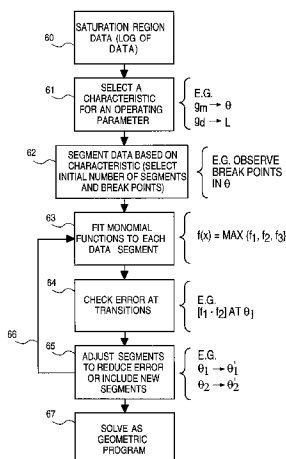 60
SATURATION REGION
DATA (LOG OF
DATA)
61
SELECT A
CHARACTERISTIC
FOR AN OPERATING
PARAMETER
E.G.
gm → θ
gd → L
62
SEGMENT DATA BASED ON
CHARACTERISTIC (SELECT
INITIAL NUMBER OF SEGMENTS
AND BREAK POINTS)
E.G. OBSERVE
BREAK POINTS
IN θ
63
FIT MONOMIAL
FUNCTIONS TO EACH
DATA SEGMENT
f(x) = MAX {f1, f2, f3}
64
CHECK ERROR AT
TRANSITIONS
E.G.
[f1 - f2] AT θ1
66
65
ADJUST SEGMENTS
TO REDUCE ERROR
OR INCLUDE NEW
SEGMENTS
E.G.
θ1 → θ1'
θ2 → θ2'
67
SOLVE AS
GEOMETRIC
PROGRAM